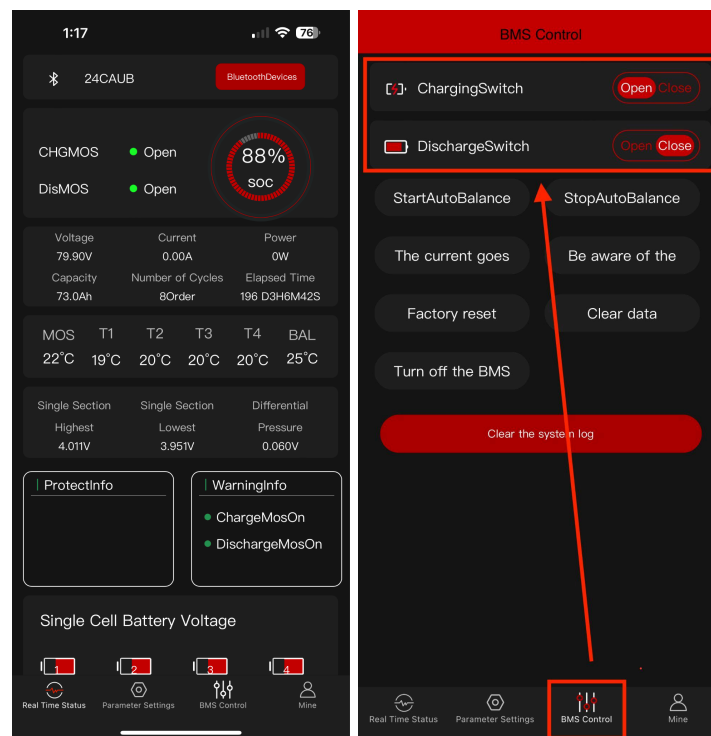 1:17
76
24CAUB
BluetoothDevices
CHGMOS Open
DisMOS Open
88%
SOC
Voltage Current Power
79.90V 0.00A 0W
Capacity Number of Cycles Elapsed Time
73.0Ah 8Order 196 D3H6M42S
MOS T1 T2 T3 T4 BAL
22°C 19°C 20°C 20°C 20°C 25°C
Single Section Single Section Differential
Highest Lowest Pressure
4.011V 3.951V 0.060V
ProtectInfo
WarningInfo
ChargeMosOn
DischargeMosOn
Single Cell Battery Voltage
1 2 3 4
Real Time Status Parameter Settings BMS Control Mine
BMS Control
ChargingSwitch Open Close
DischargeSwitch Open Close
StartAutoBalance StopAutoBalance
The current goes Be aware of the
Factory reset Clear data
Turn off the BMS
Clear the system log
Real Time Status Parameter Settings BMS Control Mine